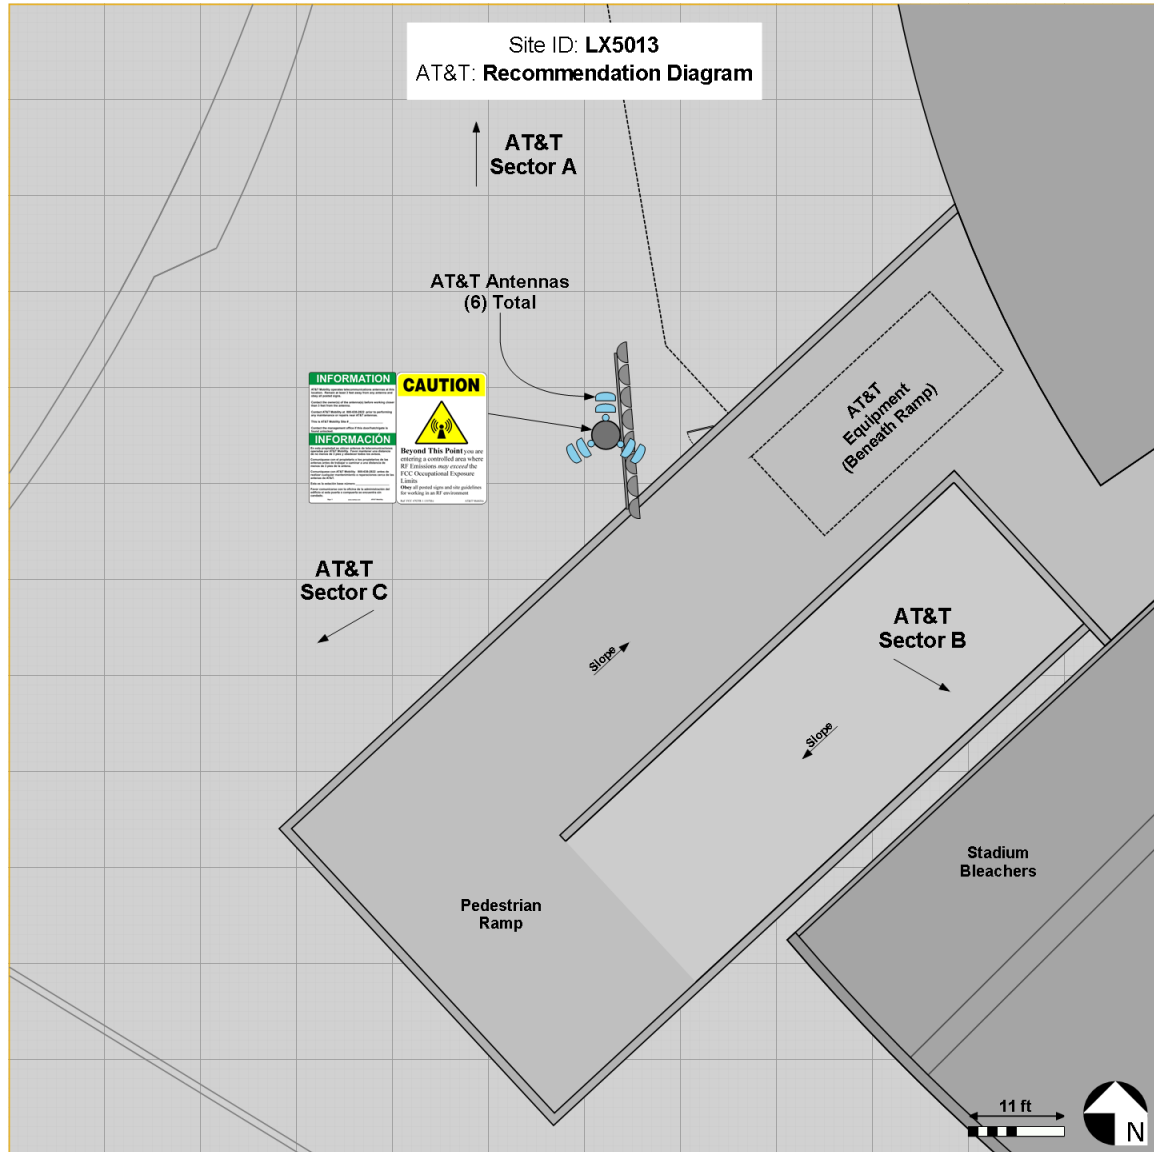 Site ID: LX5013
AT&T: Recommendation Diagram
AT&T
Sector A
AT&T Antennas
(6) Total
INFORMATION
INFORMACIÓN
CAUTION
Beyond This Point you are
entering a controlled area where
RF Emissions may exceed the
FCC Occupational Exposure
Limits
Obey all posted signs and site guidelines
for working in an RF environment
AT&T
Equipment
(Beneath Ramp)
AT&T
Sector C
AT&T
Sector B
Slope
Slope
Stadium
Bleachers
Pedestrian
Ramp
11 ft
N